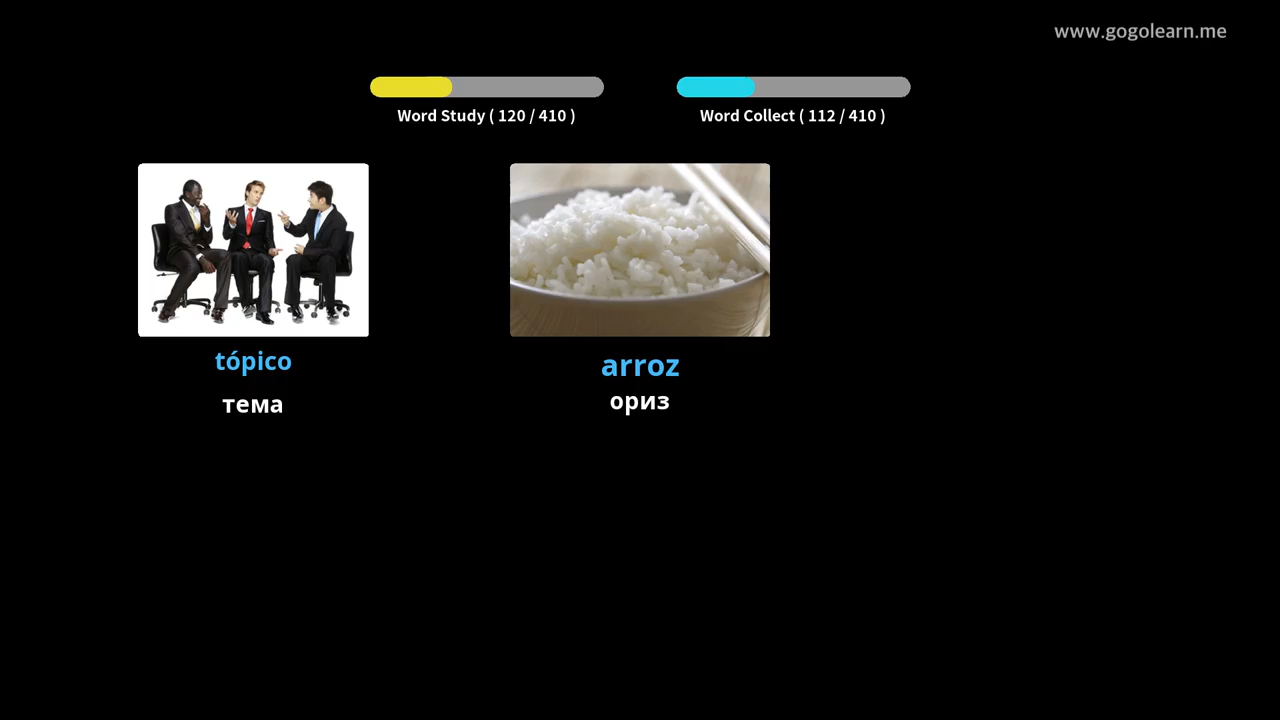 www.gogolearn.me
Word Study ( 120 / 410 )
Word Collect ( 112 / 410 )
tópico
тема
arroz
ориз